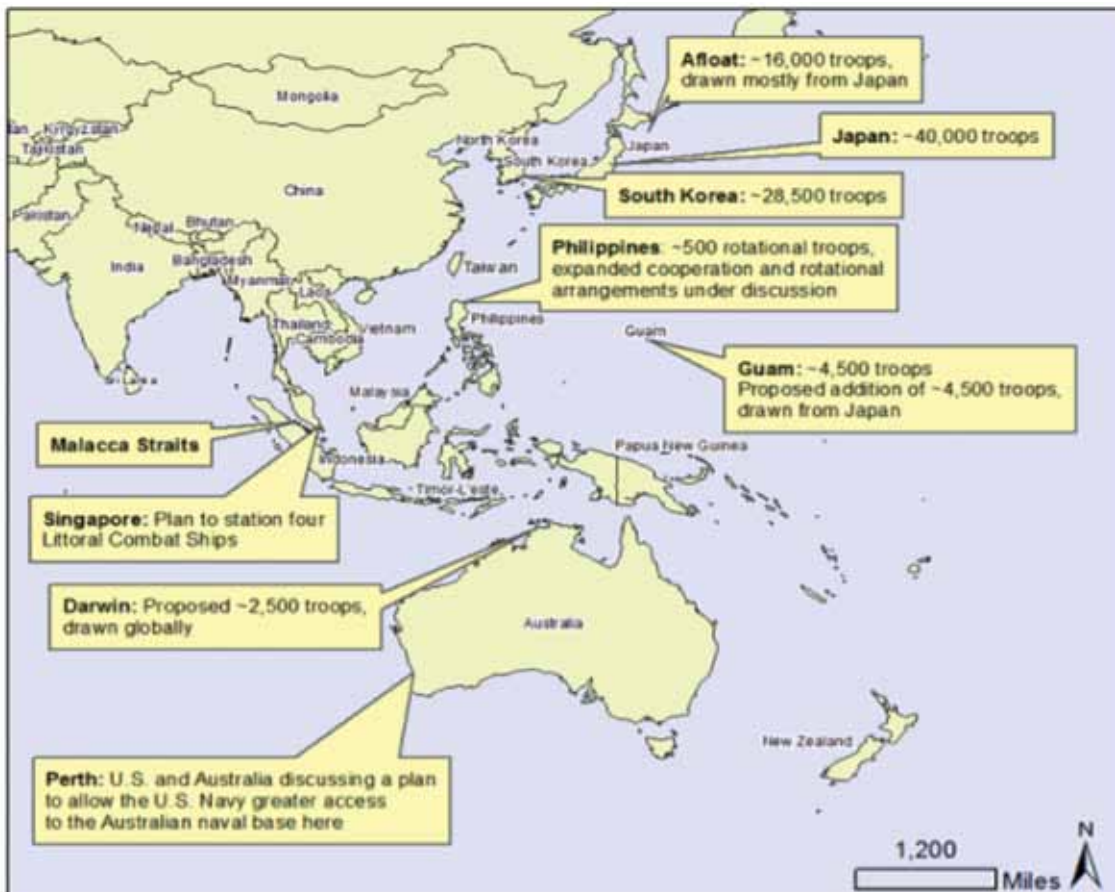 Afloat: ~16,000 troops,
drawn mostly from Japan
Mongolia
Kyrgyzstan
Tajikistan
North Korea
Japan
Japan: ~40,000 troops
South Korea
China
South Korea: ~28,500 troops
Pakistan
Nepal
Bhutan
Philippines: ~500 rotational troops,
expanded cooperation and rotational
arrangements under discussion
India
Bangladesh
Taiwan
Myanmar
Laos
Thailand
Vietnam
Philippines
Cambodia
Guam
Sri Lanka
Guam: ~4,500 troops
Proposed addition of ~4,500 troops,
drawn from Japan
Malaysia
Malacca Straits
Indonesia
Papua New Guinea
Timor-L'este
Singapore: Plan to station four
Littoral Combat Ships
Darwin: Proposed ~2,500 troops,
drawn globally
Australia
New Zealand
Perth: U.S. and Australia discussing a plan
to allow the U.S. Navy greater access
to the Australian naval base here
N
1,200
Miles